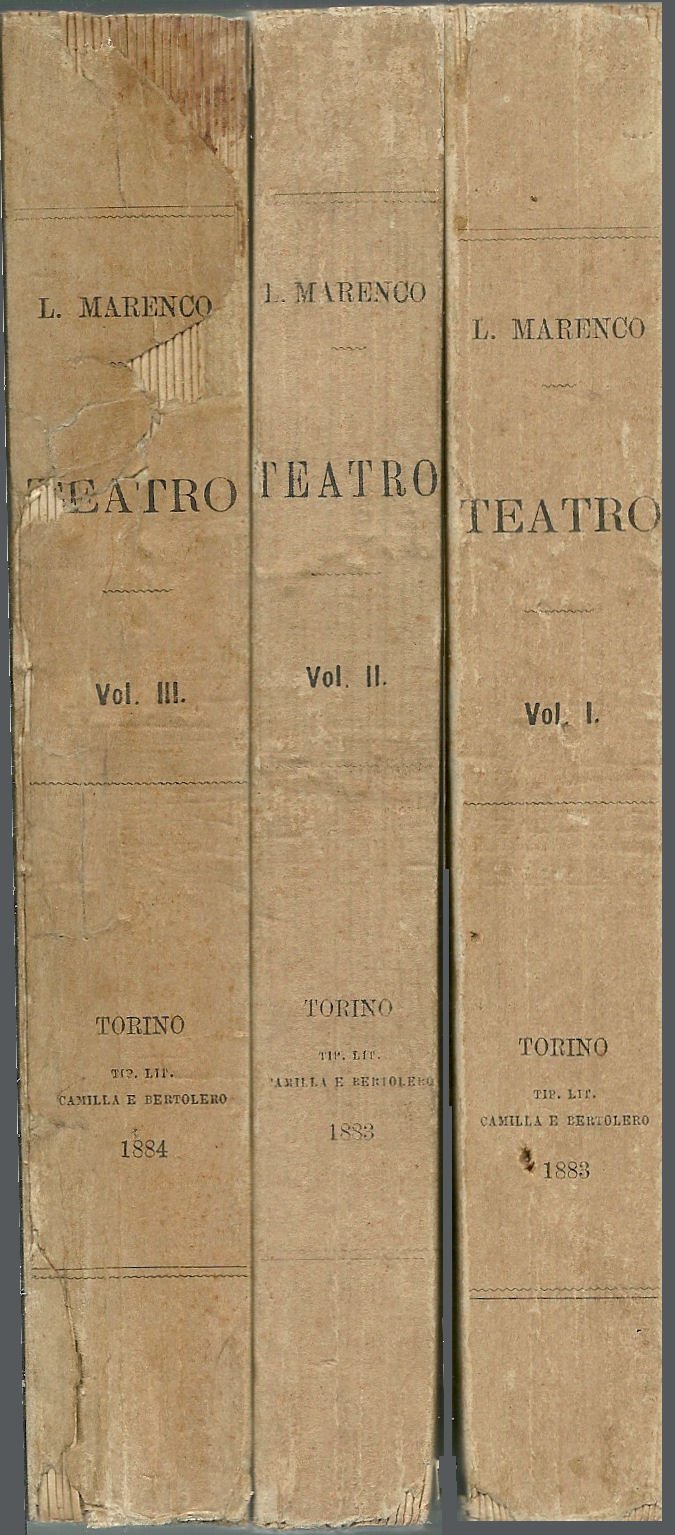 L. MARENCO
TEATRO
Vol. III.
TORINO
TIP. LIT.
CAMILLA E BERTOLERO
1884
L. MARENCO
TEATRO
Vol. II.
TORINO
TIP. LIT.
CAMILLA E BERTOLERO
1883
L. MARENCO
TEATRO
Vol. I.
TORINO
TIP. LIT.
CAMILLA E BERTOLERO
1883